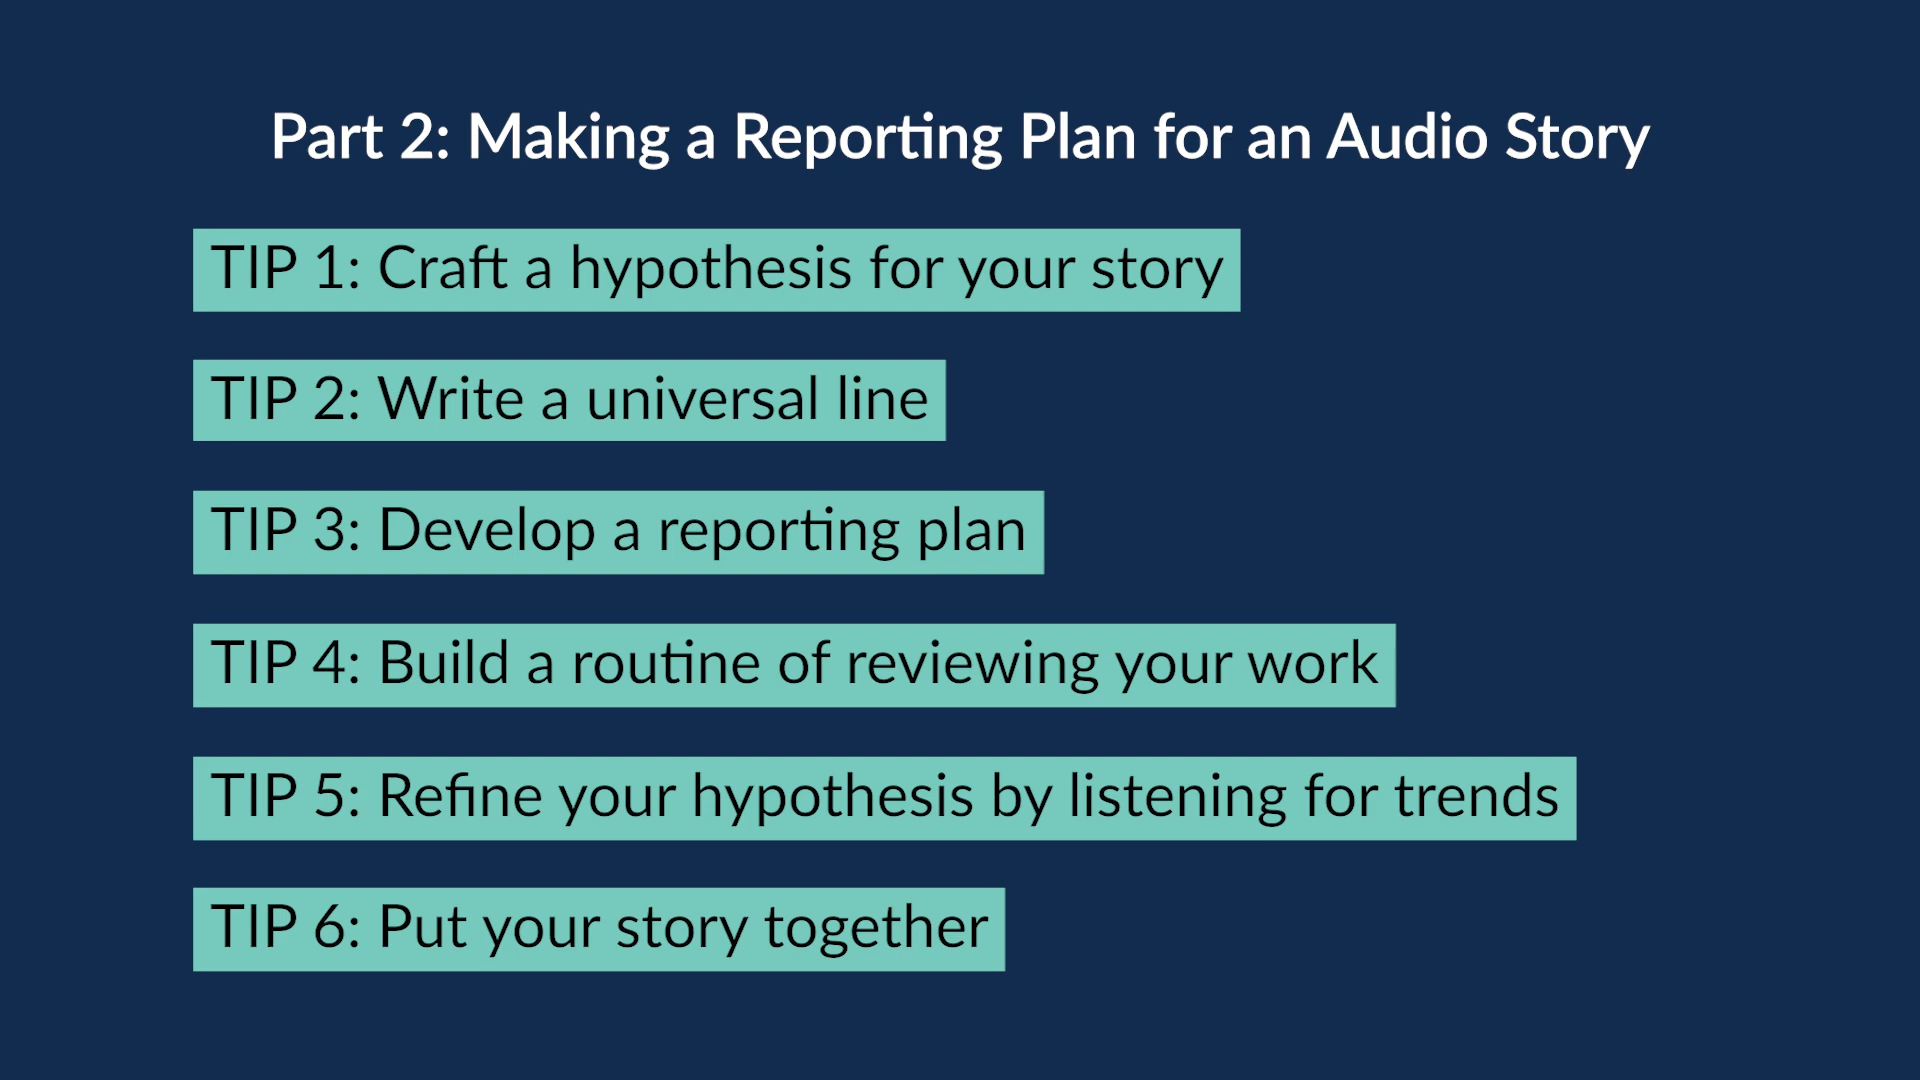 Part 2: Making a Reporting Plan for an Audio Story
TIP 1: Craft a hypothesis for your story
TIP 2: Write a universal line
TIP 3: Develop a reporting plan
TIP 4: Build a routine of reviewing your work
TIP 5: Refine your hypothesis by listening for trends
TIP 6: Put your story together